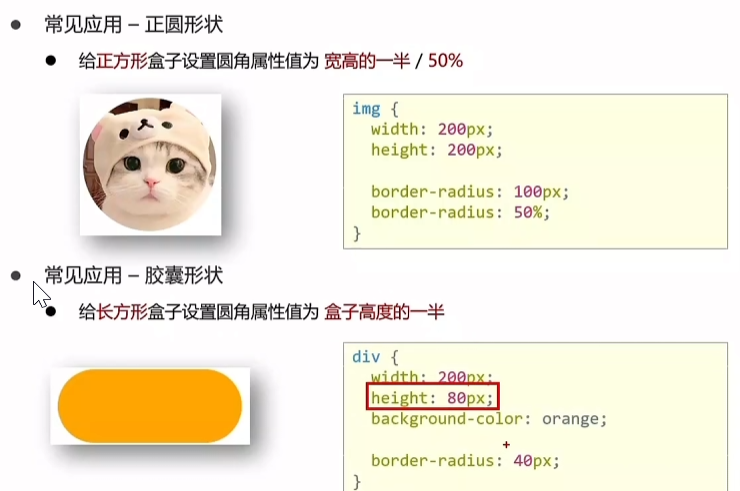 常见应用 – 正圆形状
给正方形盒子设置圆角属性值为 宽高的一半 / 50%
img {
width: 200px;
height: 200px;
border-radius: 100px;
border-radius: 50%;
}
常见应用 – 胶囊形状
给长方形盒子设置圆角属性值为 盒子高度的一半
div {
width: 200px;
height: 80px;
background-color: orange;
border-radius: 40px;
}